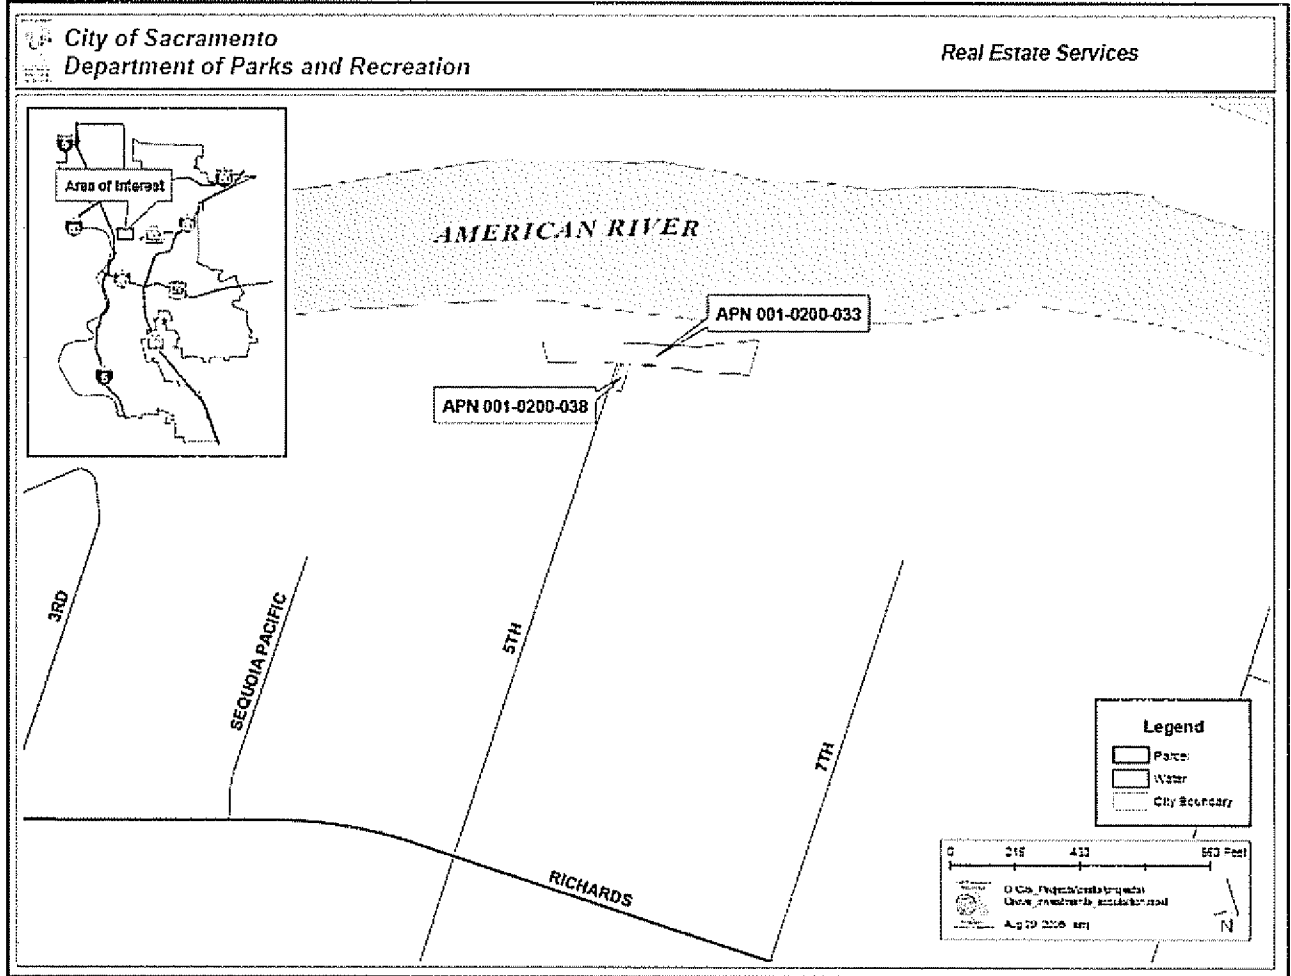 City of Sacramento
Department of Parks and Recreation
Real Estate Services
Area of Interest
AMERICAN RIVER
APN 001-0200-033
APN 001-0200-038
3RD
SEQUOIA PACIFIC
5TH
7TH
RICHARDS
Legend
Parcel
Water
City Boundary
0
Feet
N